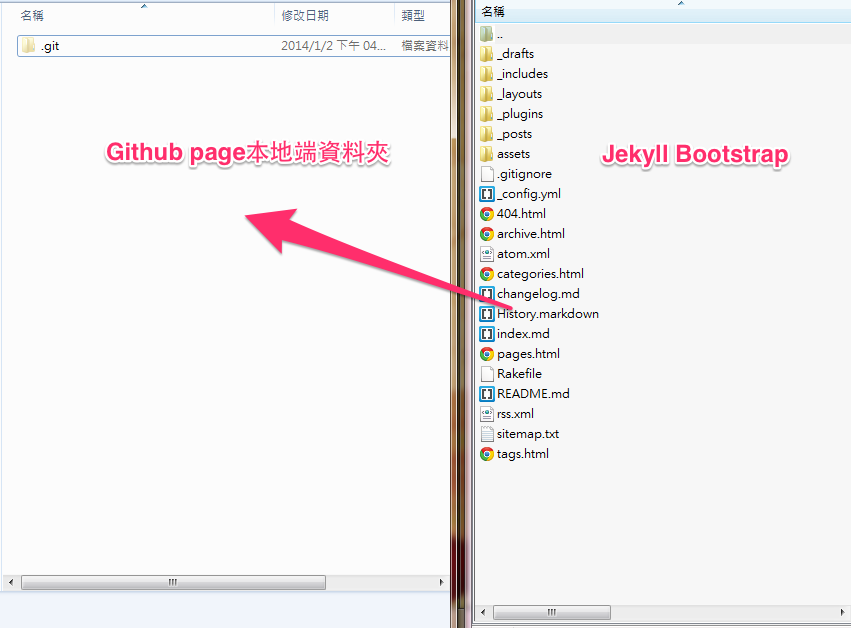 名稱
修改日期
類型
.git
2014/1/2 下午 04...
檔案資料
Github page本地端資料夾
名稱
..
_drafts
_includes
_layouts
_plugins
_posts
assets
.gitignore
_config.yml
404.html
archive.html
atom.xml
categories.html
changelog.md
History.markdown
index.md
pages.html
Rakefile
README.md
rss.xml
sitemap.txt
tags.html
Jekyll Bootstrap